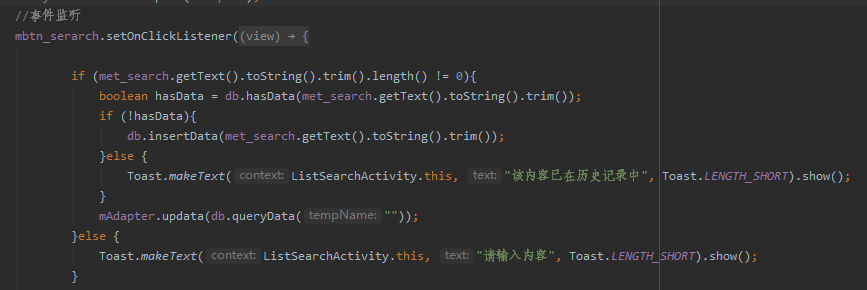 //事件监听
mbtn_serarch.setOnClickListener((view) → {
if (met_search.getText().toString().trim().length() != 0){
boolean hasData = db.hasData(met_search.getText().toString().trim());
if (!hasData){
db.insertData(met_search.getText().toString().trim());
}else {
Toast.makeText( context: ListSearchActivity.this, text: "该内容已在历史记录中", Toast.LENGTH_SHORT).show();
}
mAdapter.updata(db.queryData( tempName: ""));
}else {
Toast.makeText( context: ListSearchActivity.this, text: "请输入内容", Toast.LENGTH_SHORT).show();
}